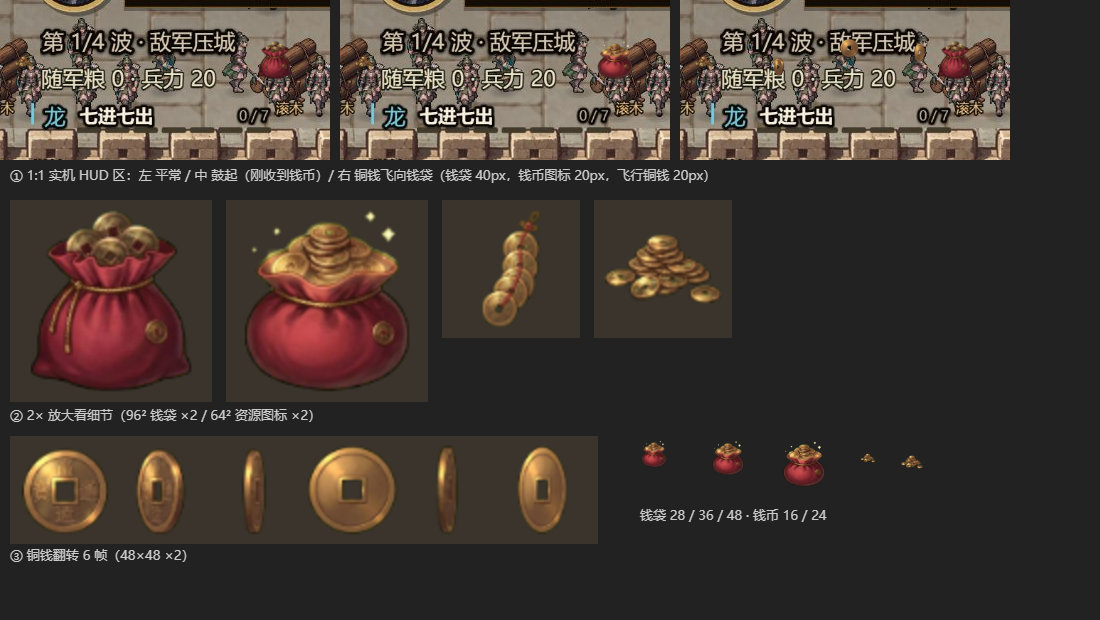 第 1/4 波 · 敌军压城
随军粮 0 · 兵力 20
龙 七进七出 0/7
木 滚木
第 1/4 波 · 敌军压城
随军粮 0 · 兵力 20
龙 七进七出 0/7
木 滚木
第 1/4 波 · 敌军压城
随军粮 0 · 兵力 20
龙 七进七出 0/7
木 滚木
① 1:1 实机 HUD 区：左 平常 / 中 鼓起（刚收到钱币）/ 右 铜钱飞向钱袋（钱袋 40px，钱币图标 20px，飞行铜钱 20px）
② 2× 放大看细节（96² 钱袋 ×2 / 64² 资源图标 ×2）
钱袋 28 / 36 / 48 · 钱币 16 / 24
③ 铜钱翻转 6 帧（48×48 ×2）